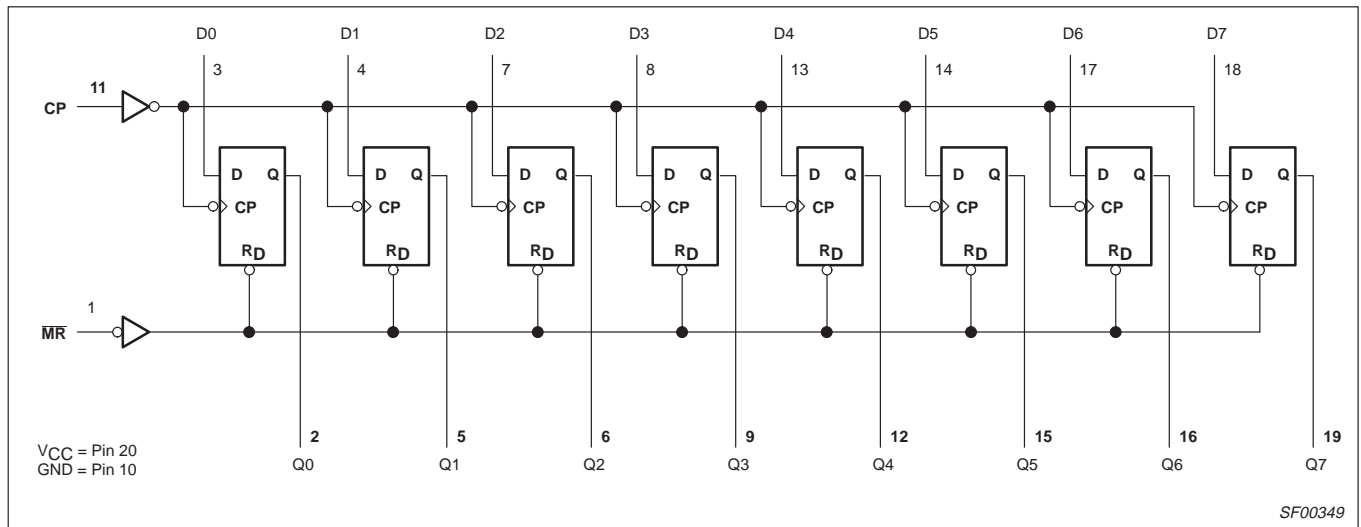 D0 D1 D2 D3 D4 D5 D6 D7
3 4 7 8 13 14 17 18
11
CP
D Q D Q D Q D Q D Q D Q D Q D Q
CP CP CP CP CP CP CP CP
RD RD RD RD RD RD RD RD
1
MR
2 5 6 9 12 15 16 19
VCC = Pin 20
GND = Pin 10
Q0 Q1 Q2 Q3 Q4 Q5 Q6 Q7
SF00349